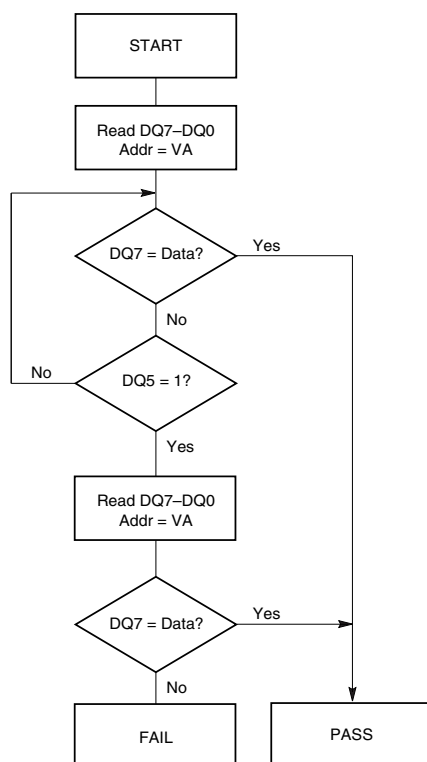 START
Read DQ7–DQ0
Addr = VA
DQ7 = Data?
Yes
No
No
DQ5 = 1?
Yes
Read DQ7–DQ0
Addr = VA
DQ7 = Data?
Yes
No
FAIL
PASS